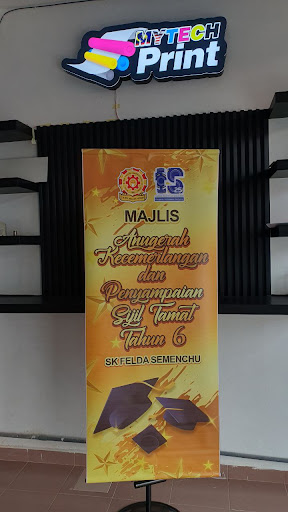 MYTECH
Print
MAJLIS
Anugerah
Kecemerlangan
dan
Penyampaian
Sijil Tamat
Tahun 6
SK FELDA SEMENCHU